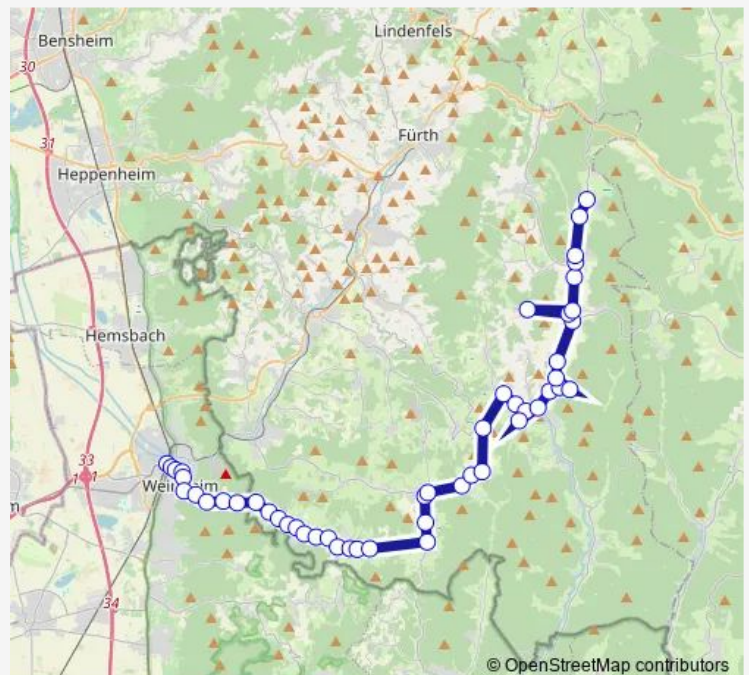 Bensheim
Lindenfels
30
31
Fürth
Heppenheim
Hemsbach
33
Weinheim
34
© OpenStreetMap contributors